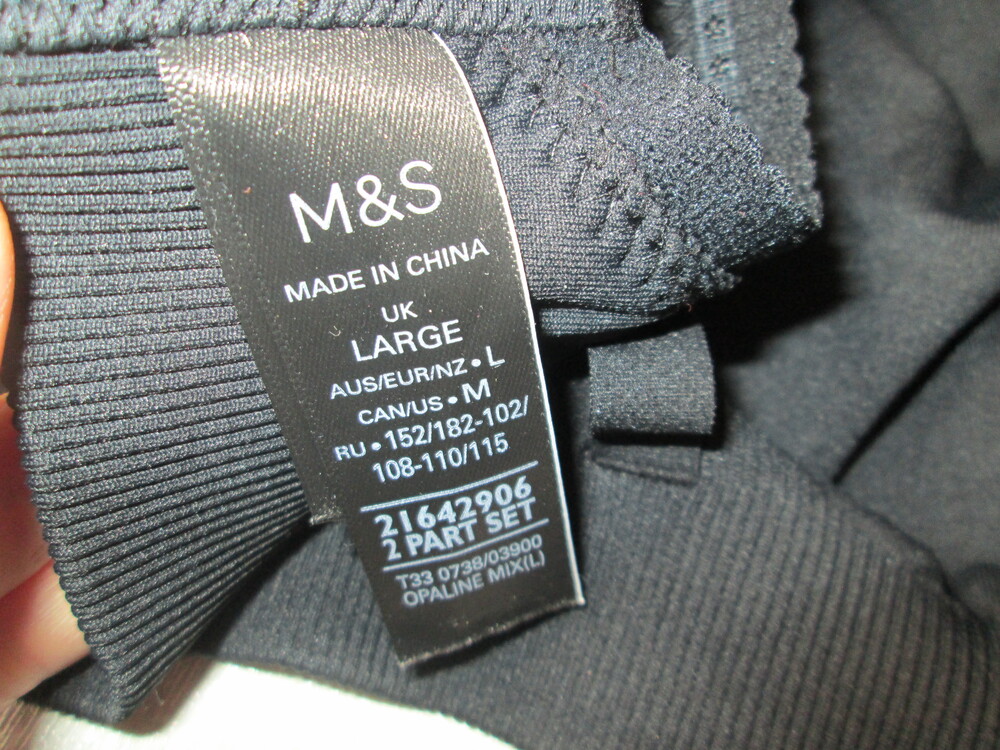 M&S
MADE IN CHINA
UK
LARGE
AUS/EUR/NZ • L
CAN/US • M
RU • 152/182-102/
108-110/115
21642906
2 PART SET
T33 0738/03900
OPALINE MIX(L)